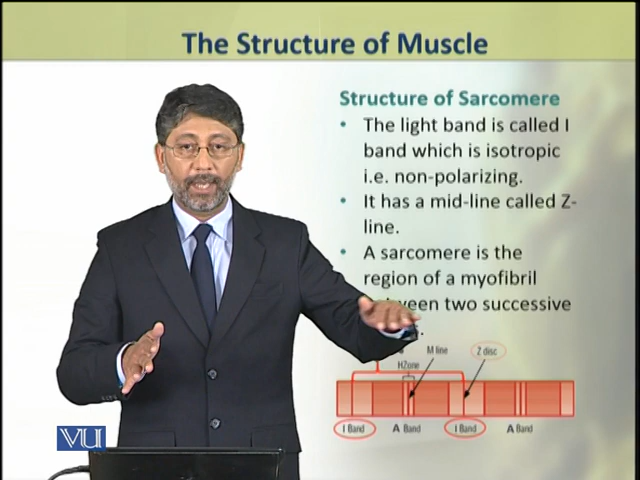 The Structure of Muscle
Structure of Sarcomere
• The light band is called I
band which is isotropic
i.e. non-polarizing.
• It has a mid-line called Z-
line.
• A sarcomere is the
region of a myofibril
two successive
M line
Z disc
HZone
I Band
A Band
I Band
A Band
VU